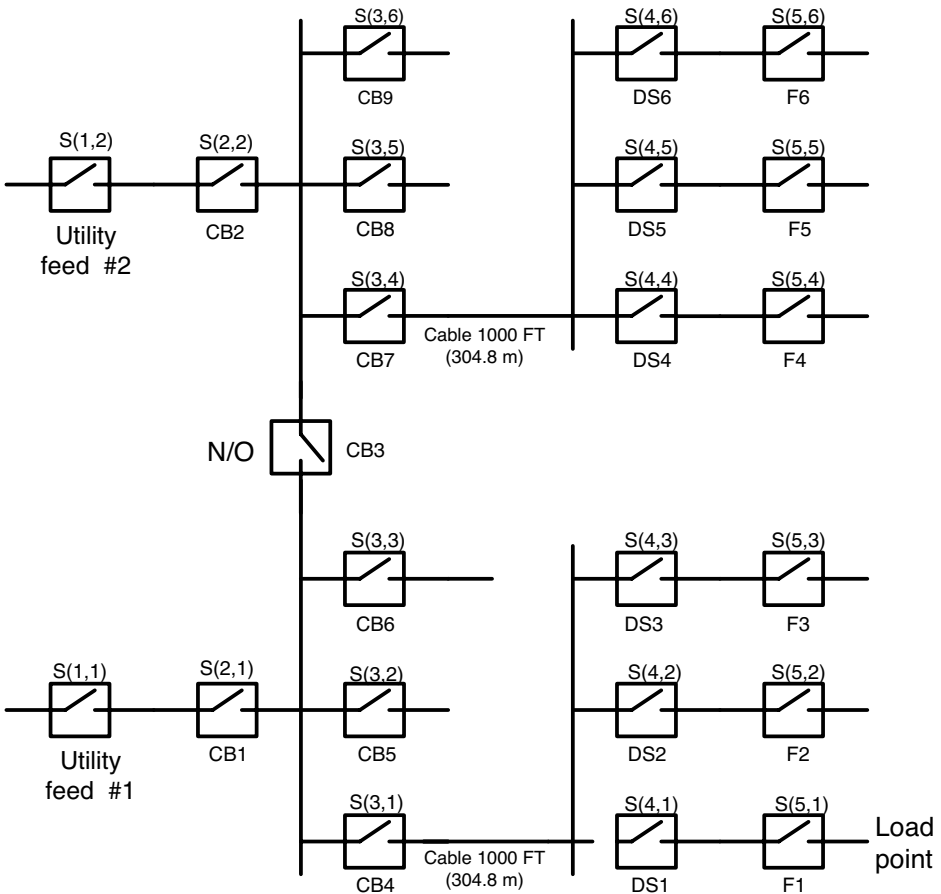 S(3,6)
S(4,6)
S(5,6)
CB9
DS6
F6
S(1,2)
S(2,2)
S(3,5)
S(4,5)
S(5,5)
Utility
feed #2
CB2
CB8
DS5
F5
S(3,4)
S(4,4)
S(5,4)
Cable 1000 FT
(304.8 m)
CB7
DS4
F4
N/O
CB3
S(3,3)
S(4,3)
S(5,3)
CB6
DS3
F3
S(1,1)
S(2,1)
S(3,2)
S(4,2)
S(5,2)
Utility
feed #1
CB1
CB5
DS2
F2
S(3,1)
S(4,1)
S(5,1)
Load
point
Cable 1000 FT
(304.8 m)
CB4
DS1
F1